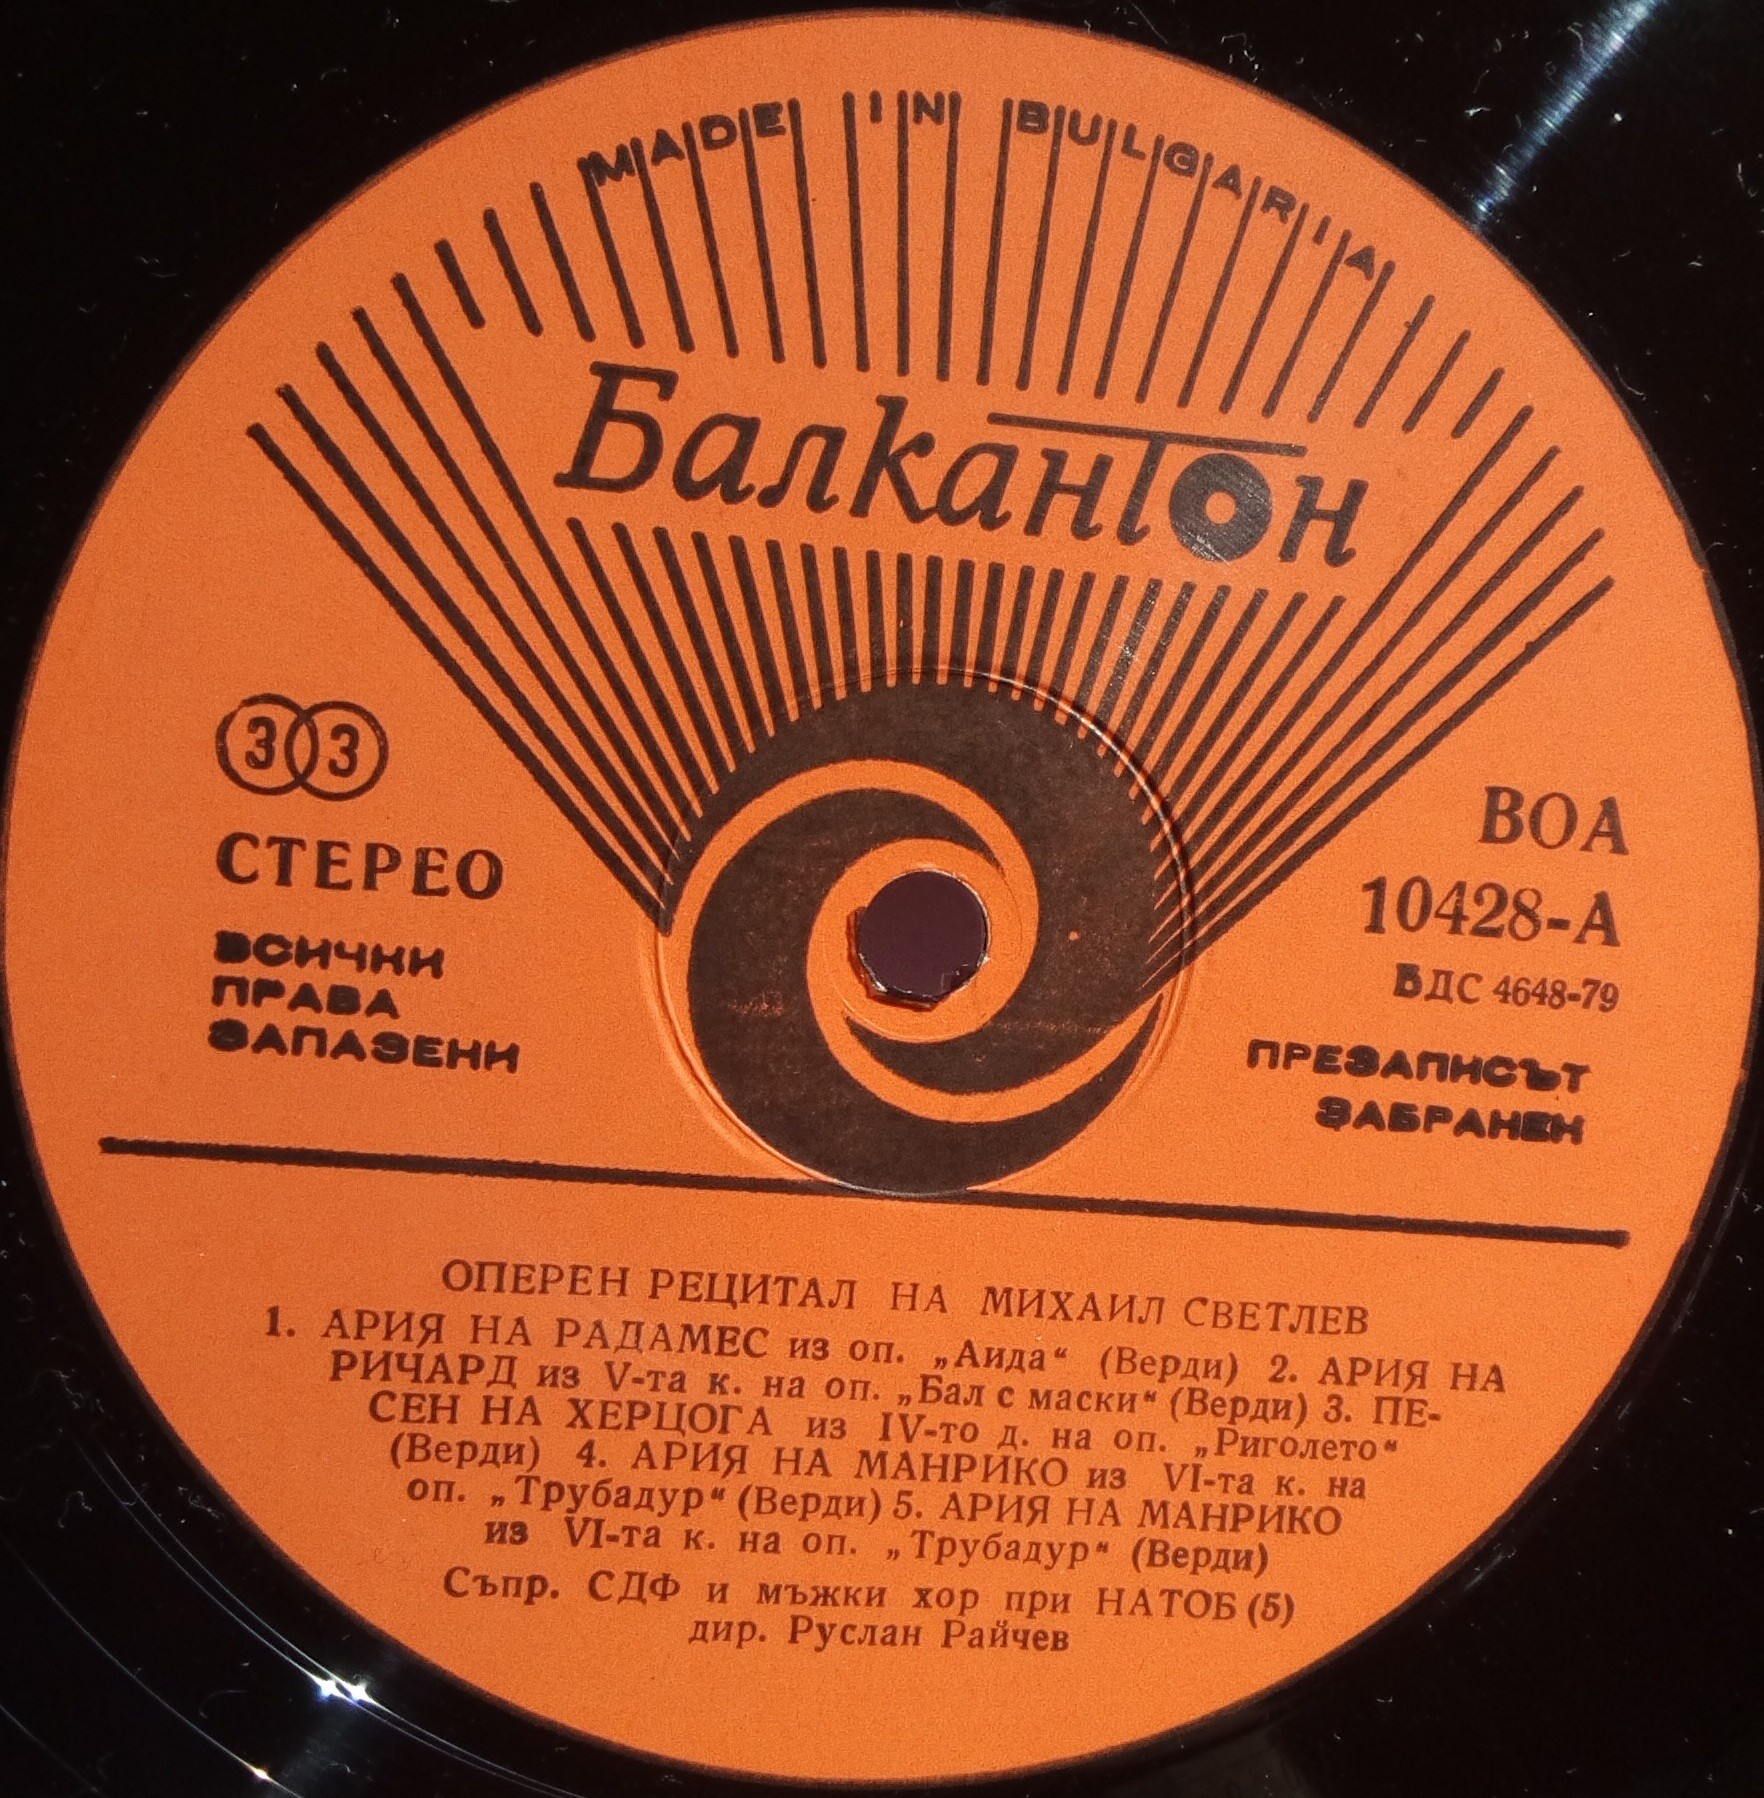 MADE IN BULGARIA
Балкантон
33
СТЕРЕО
ВСИЧКИ
ПРАВА
ЗАПАЗЕНИ
ВОА
10428-А
БДС 4648-79
ПРЕЗАПИСЪТ
ЗАБРАНЕН
ОПЕРЕН РЕЦИТАЛ НА МИХАИЛ СВЕТЛЕВ
1. АРИЯ НА РАДАМЕС из оп. „Аида“ (Верди) 2. АРИЯ НА
РИЧАРД из V-та к. на оп. „Бал с маски“ (Верди) 3. ПЕ-
СЕН НА ХЕРЦОГА из IV-то д. на оп. „Риголето“
(Верди) 4. АРИЯ НА МАНРИКО из VI-та к. на
оп. „Трубадур“ (Верди) 5. АРИЯ НА МАНРИКО
из VI-та к. на оп. „Трубадур“ (Верди)
Съпр. СДФ и мъжки хор при НАТОБ (5)
дир. Руслан Райчев